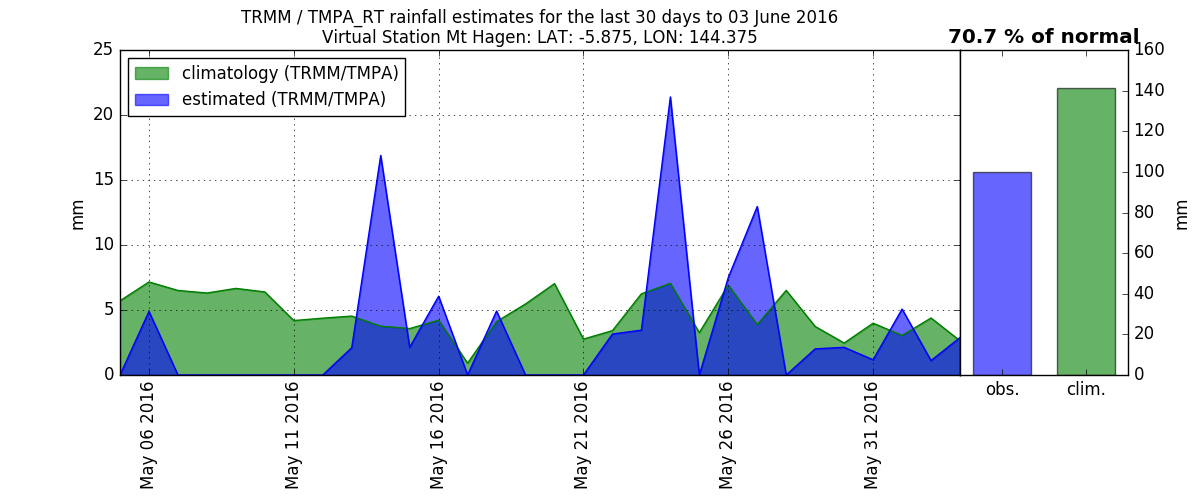 TRMM / TMPA_RT rainfall estimates for the last 30 days to 03 June 2016
Virtual Station Mt Hagen: LAT: -5.875, LON: 144.375
70.7 % of normal
climatology (TRMM/TMPA)
estimated (TRMM/TMPA)
25
20
15
10
5
0
mm
May 06 2016
May 11 2016
May 16 2016
May 21 2016
May 26 2016
May 31 2016
160
140
120
100
80
60
40
20
0
mm
obs.
clim.